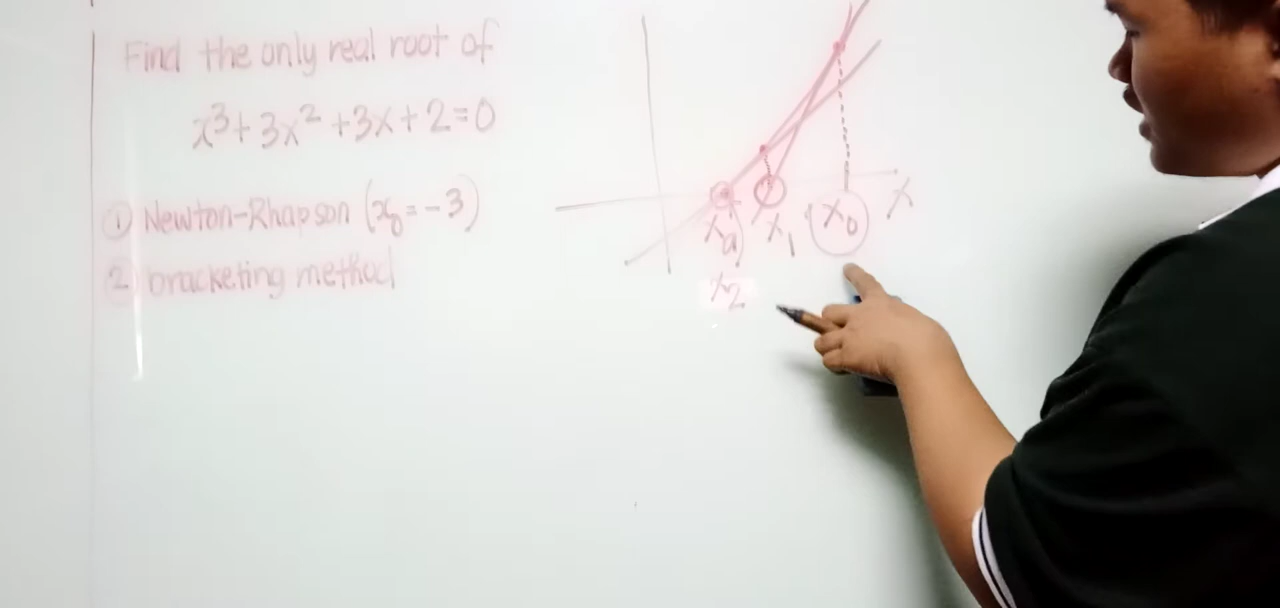 Find the only real root of
x³+3x²+3x+2=0
① Newton-Rhapson (x₀=-3)
② bracketing method
x₁
x₀
x
x₂